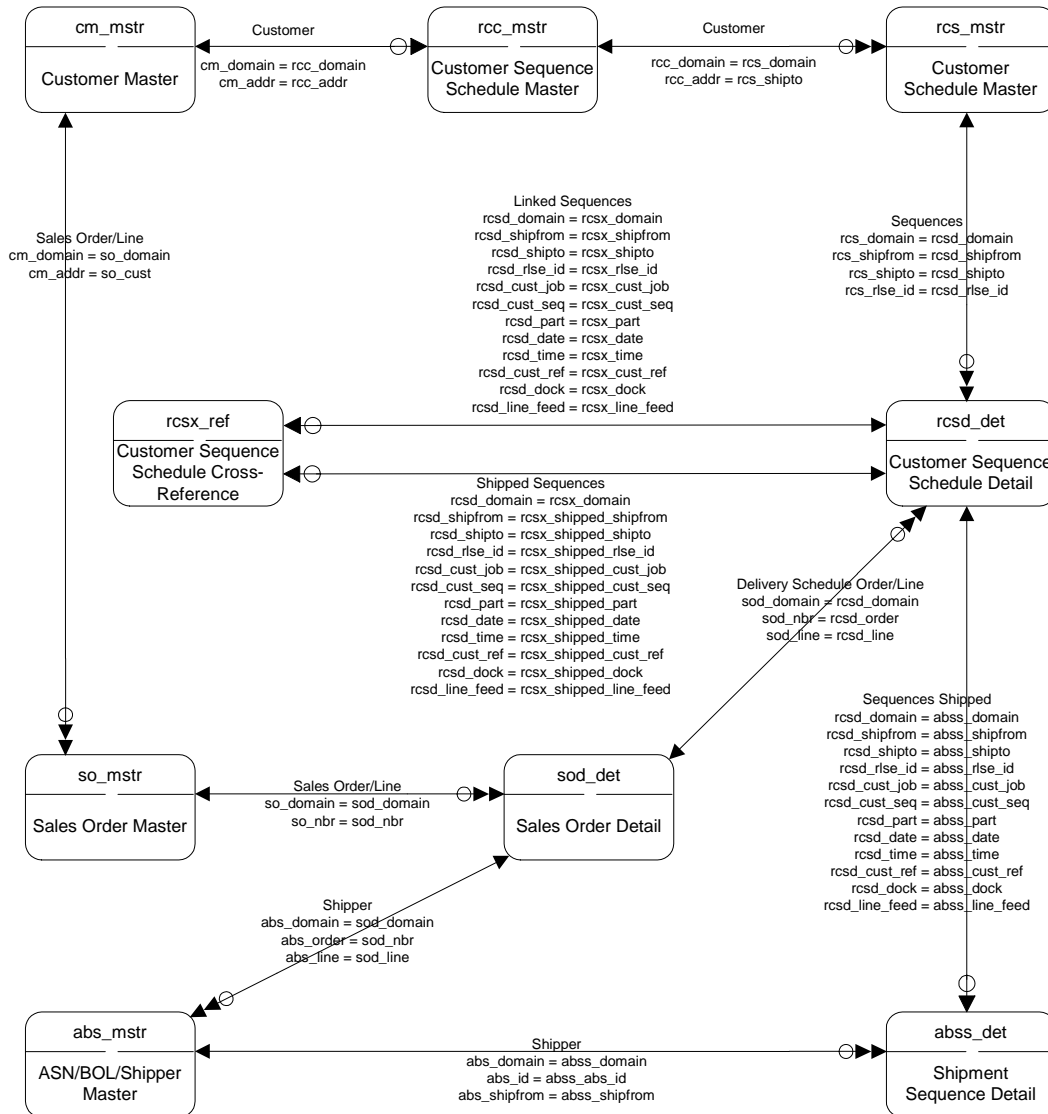 cm_mstr
Customer Master
Customer
cm_domain = rcc_domain
cm_addr = rcc_addr
rcc_mstr
Customer Sequence
Schedule Master
Customer
rcc_domain = rcs_domain
rcc_addr = rcs_shipto
rcs_mstr
Customer
Schedule Master
Sales Order/Line
cm_domain = so_domain
cm_addr = so_cust
Linked Sequences
rcsd_domain = rcsx_domain
rcsd_shipfrom = rcsx_shipfrom
rcsd_shipto = rcsx_shipto
rcsd_rlse_id = rcsx_rlse_id
rcsd_cust_job = rcsx_cust_job
rcsd_cust_seq = rcsx_cust_seq
rcsd_part = rcsx_part
rcsd_date = rcsx_date
rcsd_time = rcsx_time
rcsd_cust_ref = rcsx_cust_ref
rcsd_dock = rcsx_dock
rcsd_line_feed = rcsx_line_feed
Sequences
rcs_domain = rcsd_domain
rcs_shipfrom = rcsd_shipfrom
rcs_shipto = rcsd_shipto
rcs_rlse_id = rcsd_rlse_id
rcsx_ref
Customer Sequence
Schedule Cross-
Reference
rcsd_det
Customer Sequence
Schedule Detail
Shipped Sequences
rcsd_domain = rcsx_domain
rcsd_shipfrom = rcsx_shipped_shipfrom
rcsd_shipto = rcsx_shipped_shipto
rcsd_rlse_id = rcsx_shipped_rlse_id
rcsd_cust_job = rcsx_shipped_cust_job
rcsd_cust_seq = rcsx_shipped_cust_seq
rcsd_part = rcsx_shipped_part
rcsd_date = rcsx_shipped_date
rcsd_time = rcsx_shipped_time
rcsd_cust_ref = rcsx_shipped_cust_ref
rcsd_dock = rcsx_shipped_dock
rcsd_line_feed = rcsx_shipped_line_feed
Delivery Schedule Order/Line
sod_domain = rcsd_domain
sod_nbr = rcsd_order
sod_line = rcsd_line
Sequences Shipped
rcsd_domain = abss_domain
rcsd_shipfrom = abss_shipfrom
rcsd_shipto = abss_shipto
rcsd_rlse_id = abss_rlse_id
rcsd_cust_job = abss_cust_job
rcsd_cust_seq = abss_cust_seq
rcsd_part = abss_part
rcsd_date = abss_date
rcsd_time = abss_time
rcsd_cust_ref = abss_cust_ref
rcsd_dock = abss_dock
rcsd_line_feed = abss_line_feed
so_mstr
Sales Order Master
Sales Order/Line
so_domain = sod_domain
so_nbr = sod_nbr
sod_det
Sales Order Detail
Shipper
abs_domain = sod_domain
abs_order = sod_nbr
abs_line = sod_line
abs_mstr
ASN/BOL/Shipper
Master
Shipper
abs_domain = abss_domain
abs_id = abss_abs_id
abs_shipfrom = abss_shipfrom
abss_det
Shipment
Sequence Detail